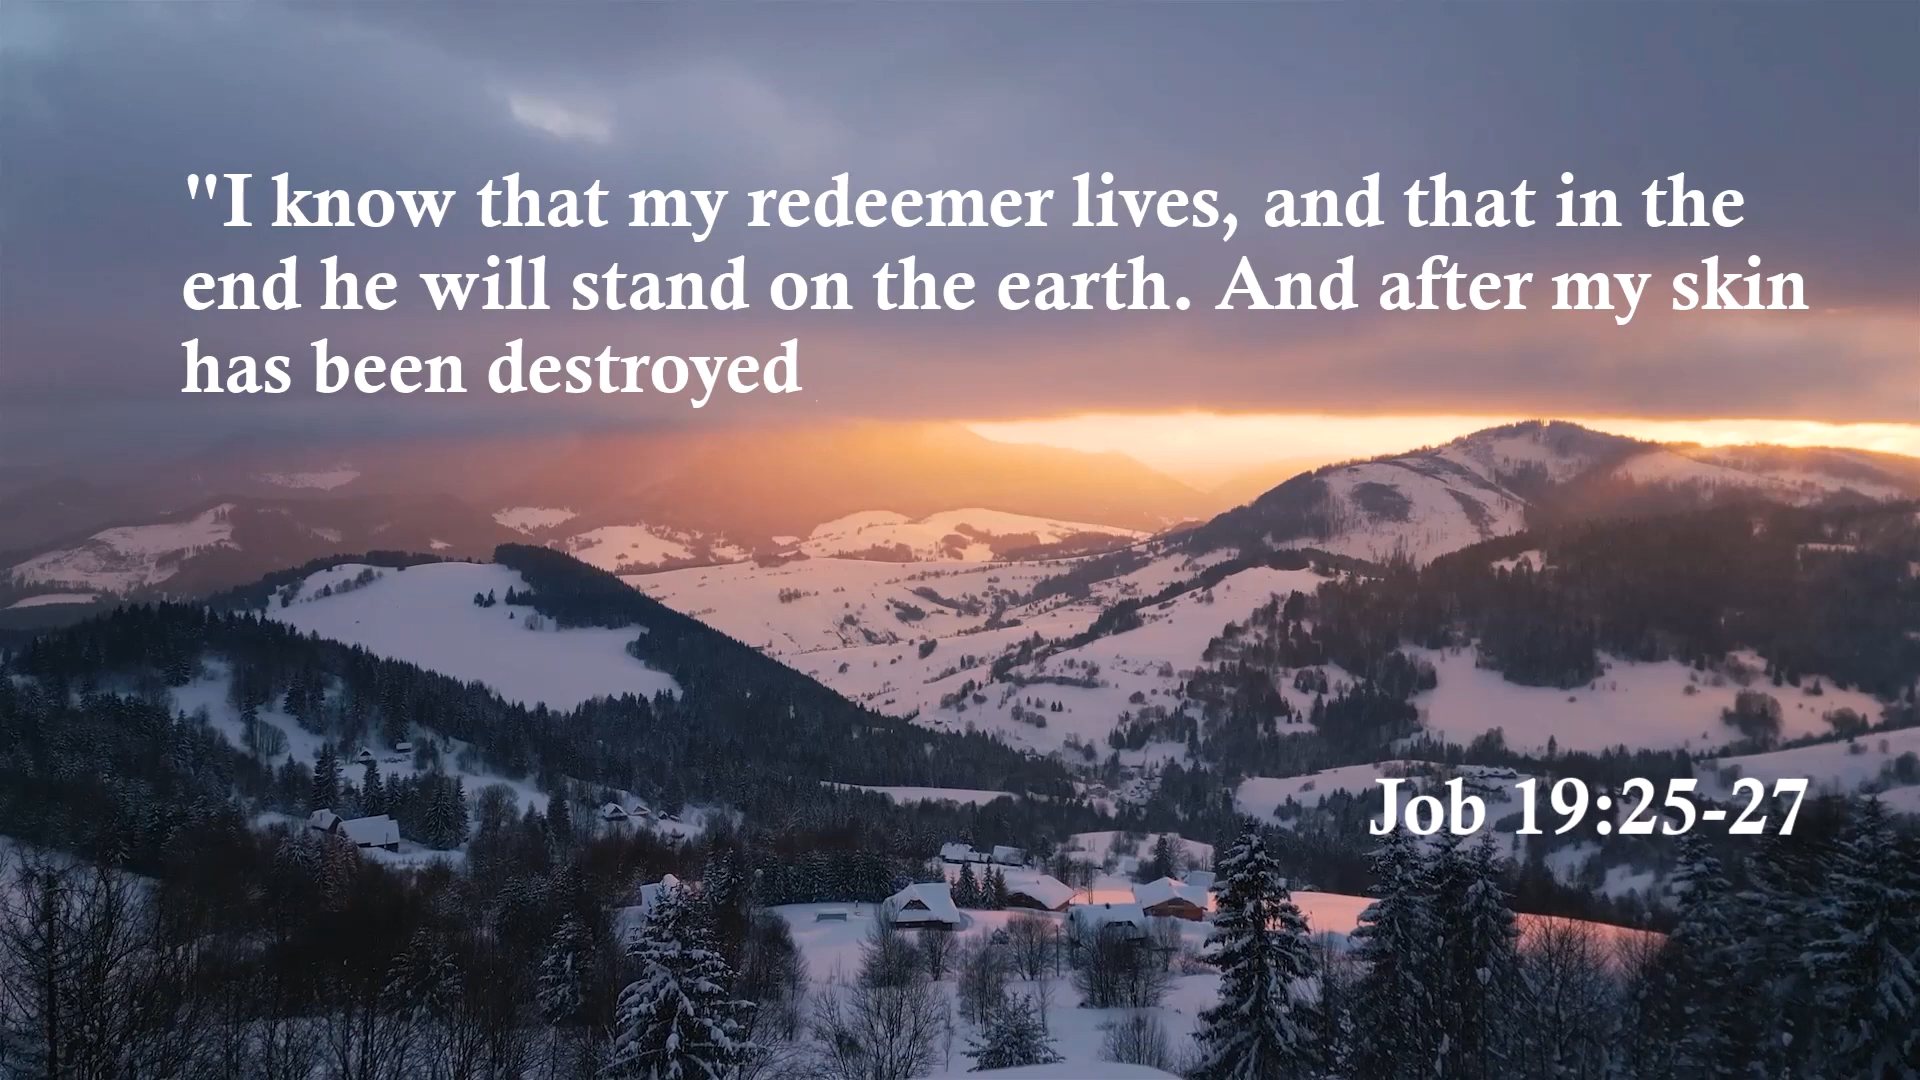 "I know that my redeemer lives, and that in the
end he will stand on the earth. And after my skin
has been destroyed
Job 19:25-27